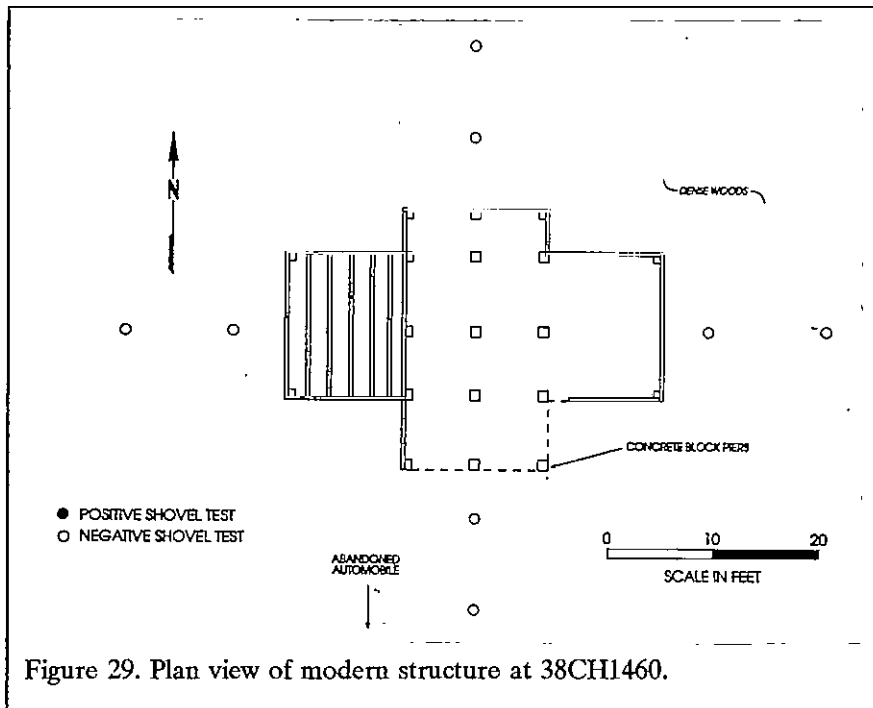 N
DENSE WOODS
CONCRETE BLOCK PIERS
● POSITIVE SHOVEL TEST
○ NEGATIVE SHOVEL TEST
ABANDONED
AUTOMOBILE
0 10 20
SCALE IN FEET
Figure 29. Plan view of modern structure at 38CH1460.